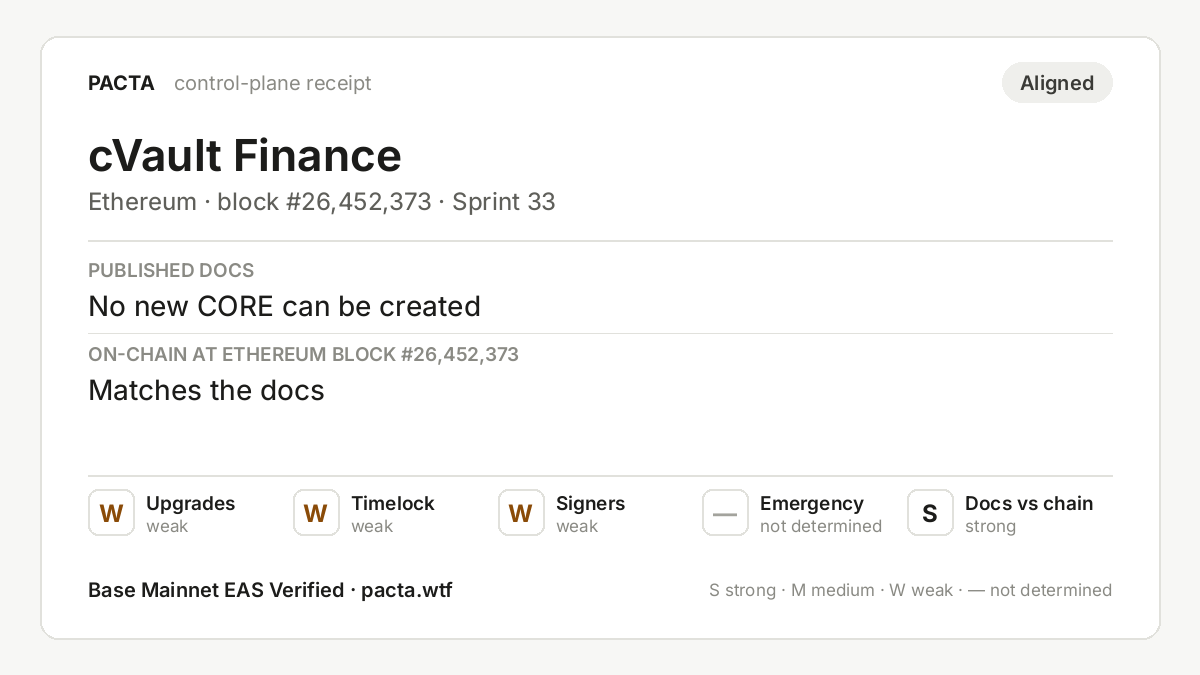 PACTA control-plane receipt Aligned
cVault Finance
Ethereum · block #26,452,373 · Sprint 33
PUBLISHED DOCS
No new CORE can be created
ON-CHAIN AT ETHEREUM BLOCK #26,452,373
Matches the docs
W Upgrades weak
W Timelock weak
W Signers weak
— Emergency not determined
S Docs vs chain strong
Base Mainnet EAS Verified · pacta.wtf
S strong · M medium · W weak · — not determined